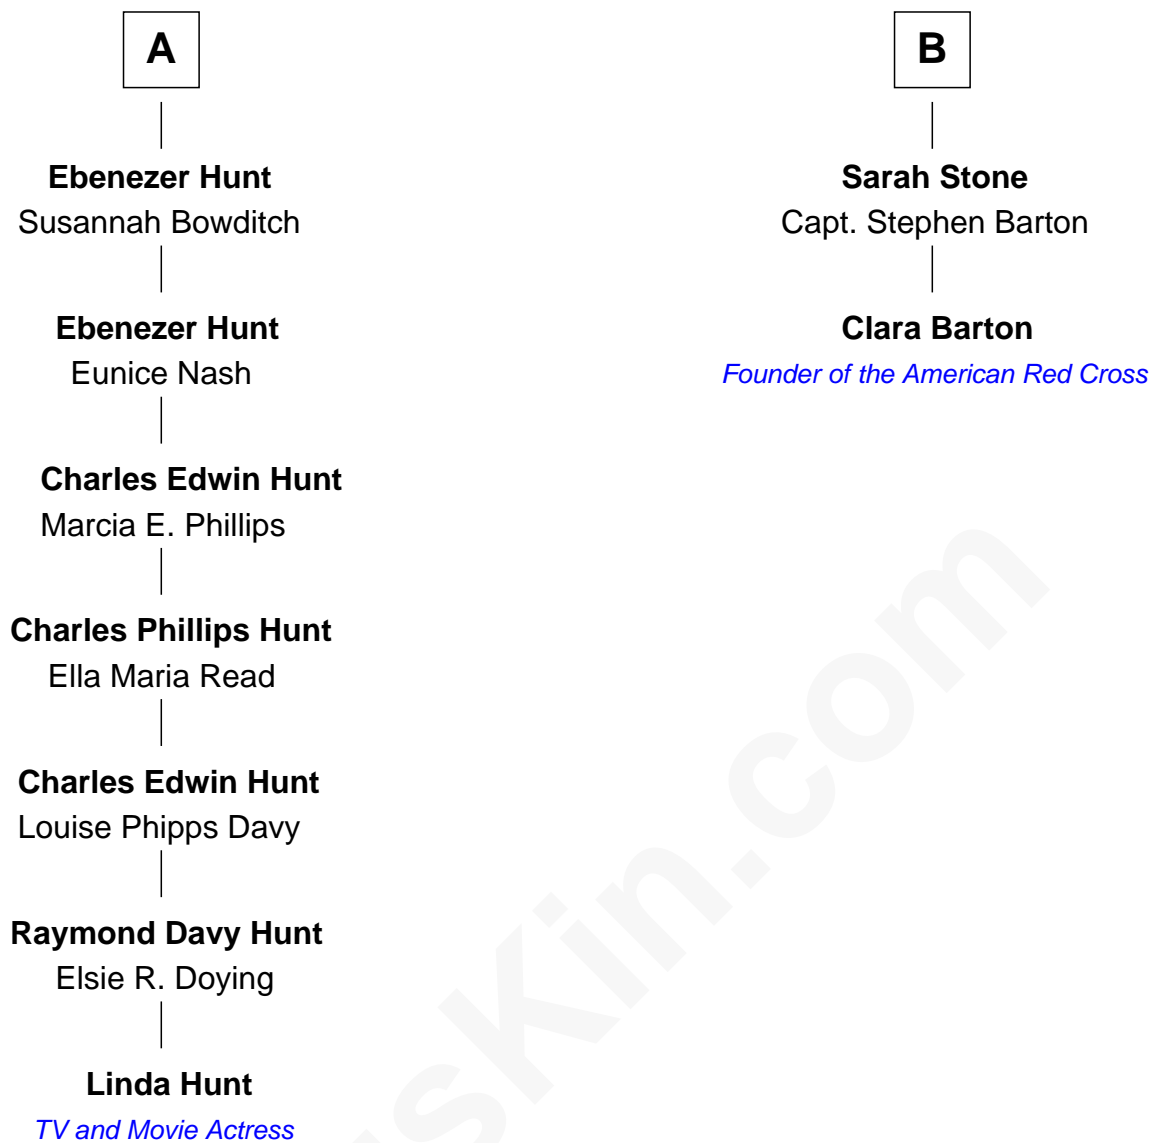 A
Ebenezer Hunt
Susannah Bowditch
Ebenezer Hunt
Eunice Nash
Charles Edwin Hunt
Marcia E. Phillips
Charles Phillips Hunt
Ella Maria Read
Charles Edwin Hunt
Louise Phipps Davy
Raymond Davy Hunt
Elsie R. Doying
Linda Hunt
TV and Movie Actress
B
Sarah Stone
Capt. Stephen Barton
Clara Barton
Founder of the American Red Cross